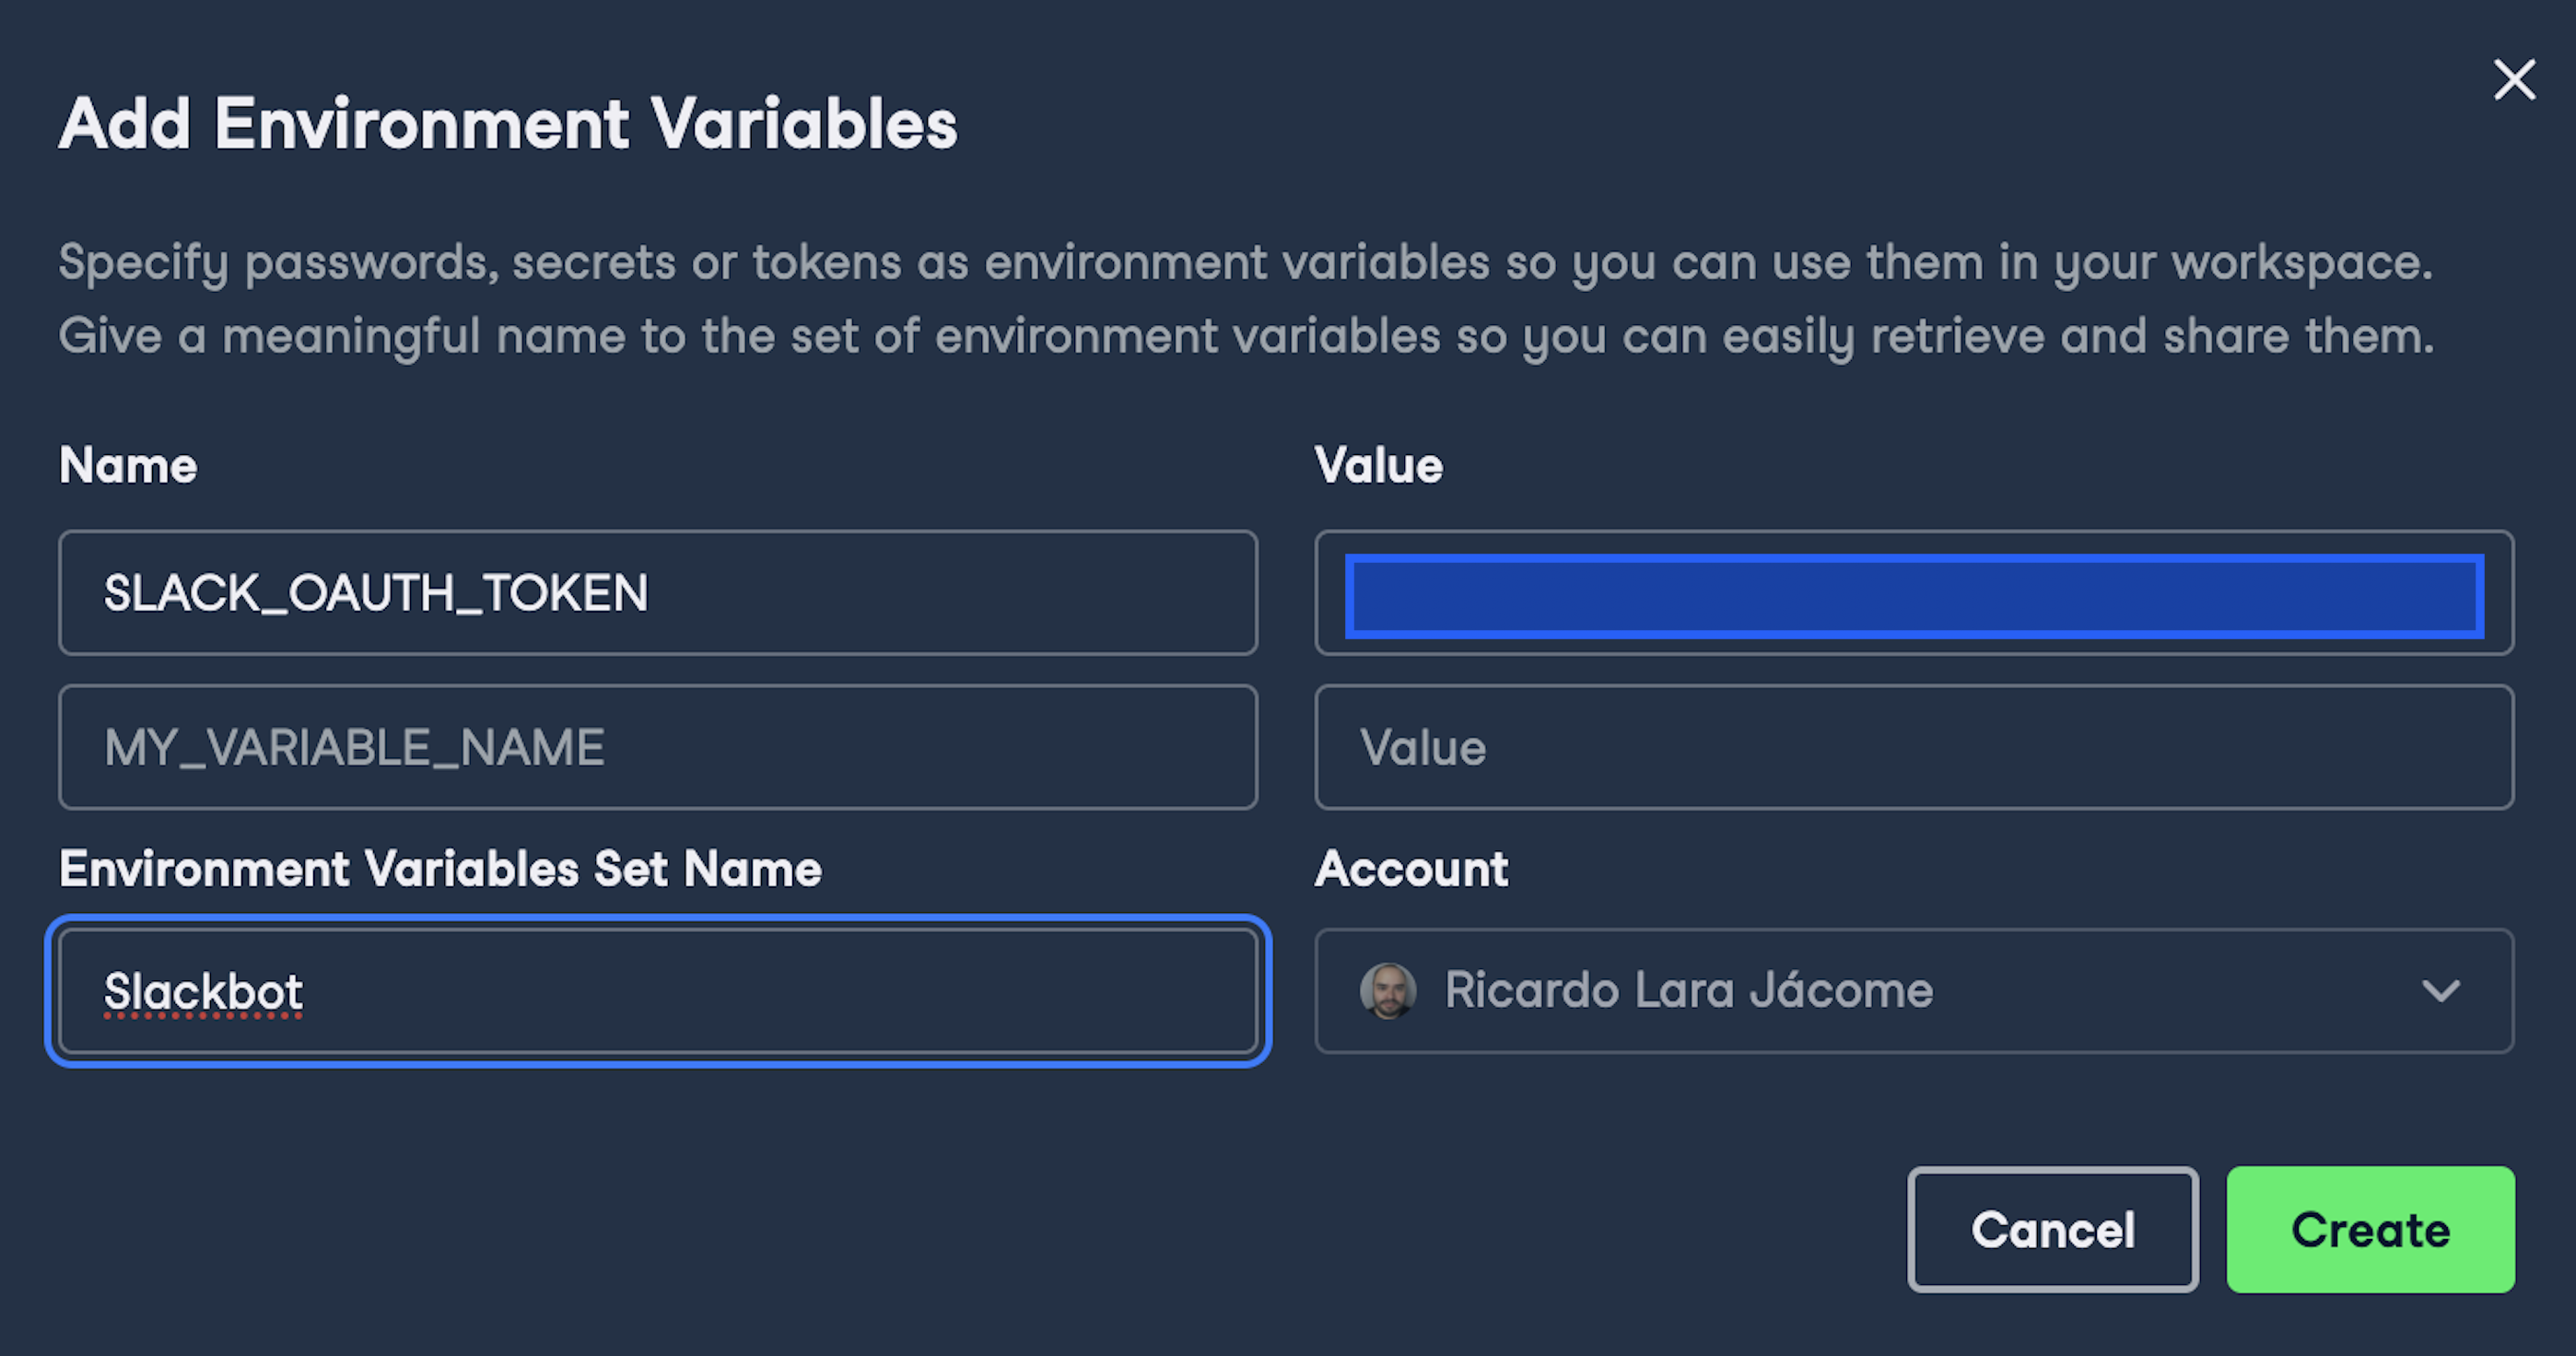 Add Environment Variables
Specify passwords, secrets or tokens as environment variables so you can use them in your workspace.
Give a meaningful name to the set of environment variables so you can easily retrieve and share them.
Name
Value
SLACK_OAUTH_TOKEN
MY_VARIABLE_NAME
Value
Environment Variables Set Name
Account
Slackbot
Ricardo Lara Jácome
Cancel
Create